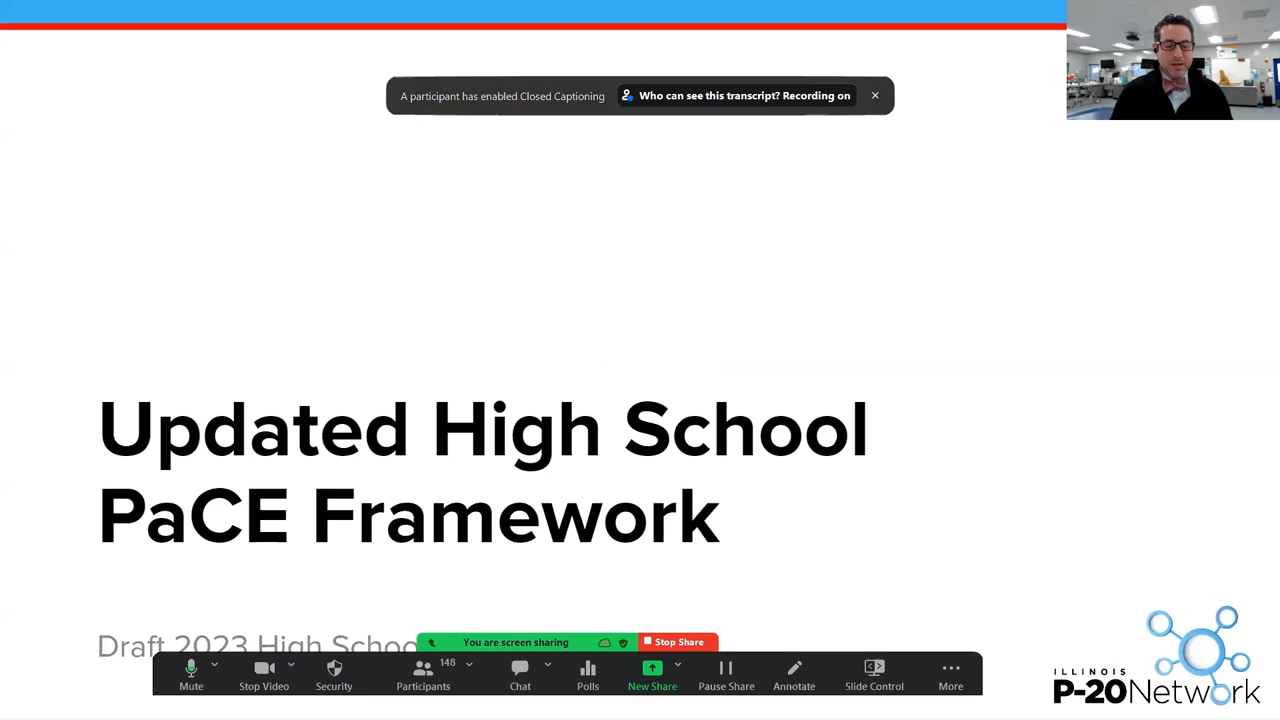 A participant has enabled Closed Captioning
Who can see this transcript? Recording on
Updated High School
PaCE Framework
Draft 2023 High Schoo
You are screen sharing
Stop Share
148
Mute
Stop Video
Security
Participants
Chat
Polls
New Share
Pause Share
Annotate
Slide Control
More
ILLINOIS
P-20Network